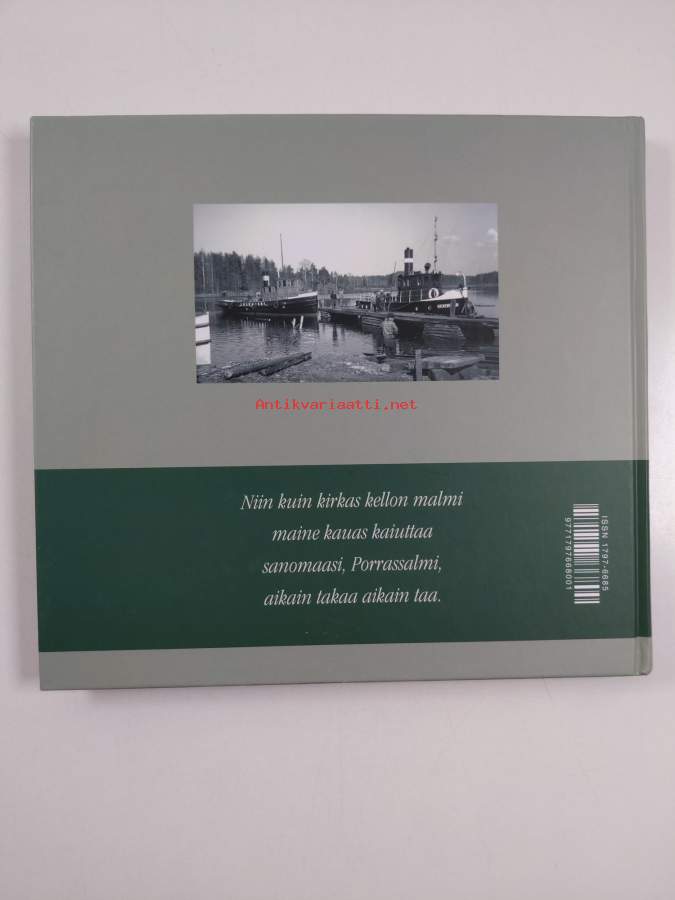 Antikvariaatti.net
Niin kuin kirkas kellon malmi
maine kauas kaiuttaa
sanomaasi, Porrassalmi,
aikain takaa aikain taa.
ISSN 1797-6685
9771797668001